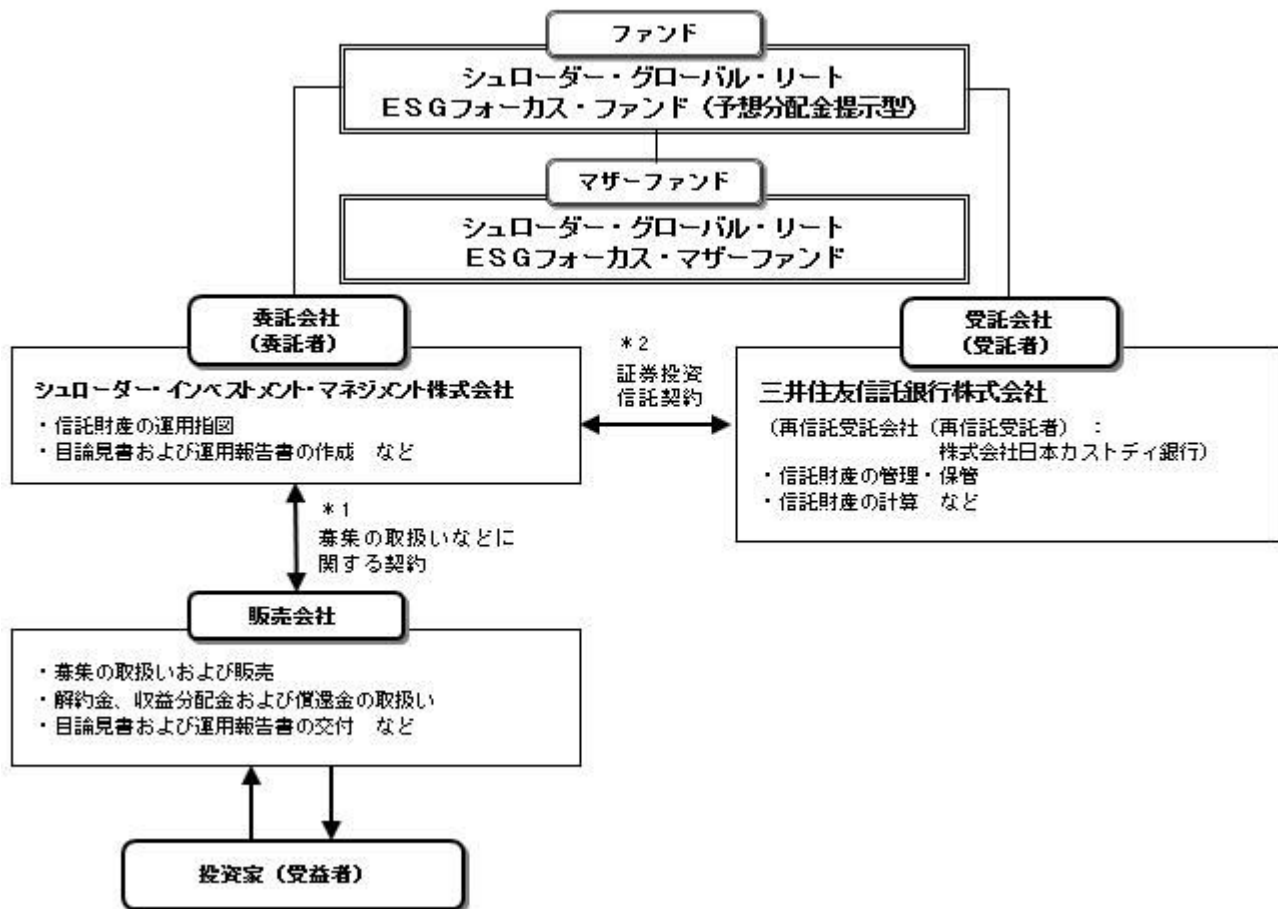 ファンド
シュローダー・グローバル・リート
ESGフォーカス・ファンド（予想分配金提示型）
マザーファンド
シュローダー・グローバル・リート
ESGフォーカス・マザーファンド
委託会社
（委託者）
シュローダー・インベストメント・マネジメント株式会社
・信託財産の運用指図
・目論見書および運用報告書の作成　など
＊2
証券投資
信託契約
受託会社
（受託者）
三井住友信託銀行株式会社
（再信託受託会社（再信託受託者）：
株式会社日本カストディ銀行）
・信託財産の管理・保管
・信託財産の計算　など
＊1
募集の取扱いなどに
関する契約
販売会社
・募集の取扱いおよび販売
・解約金、収益分配金および償還金の取扱い
・目論見書および運用報告書の交付　など
投資家（受益者）